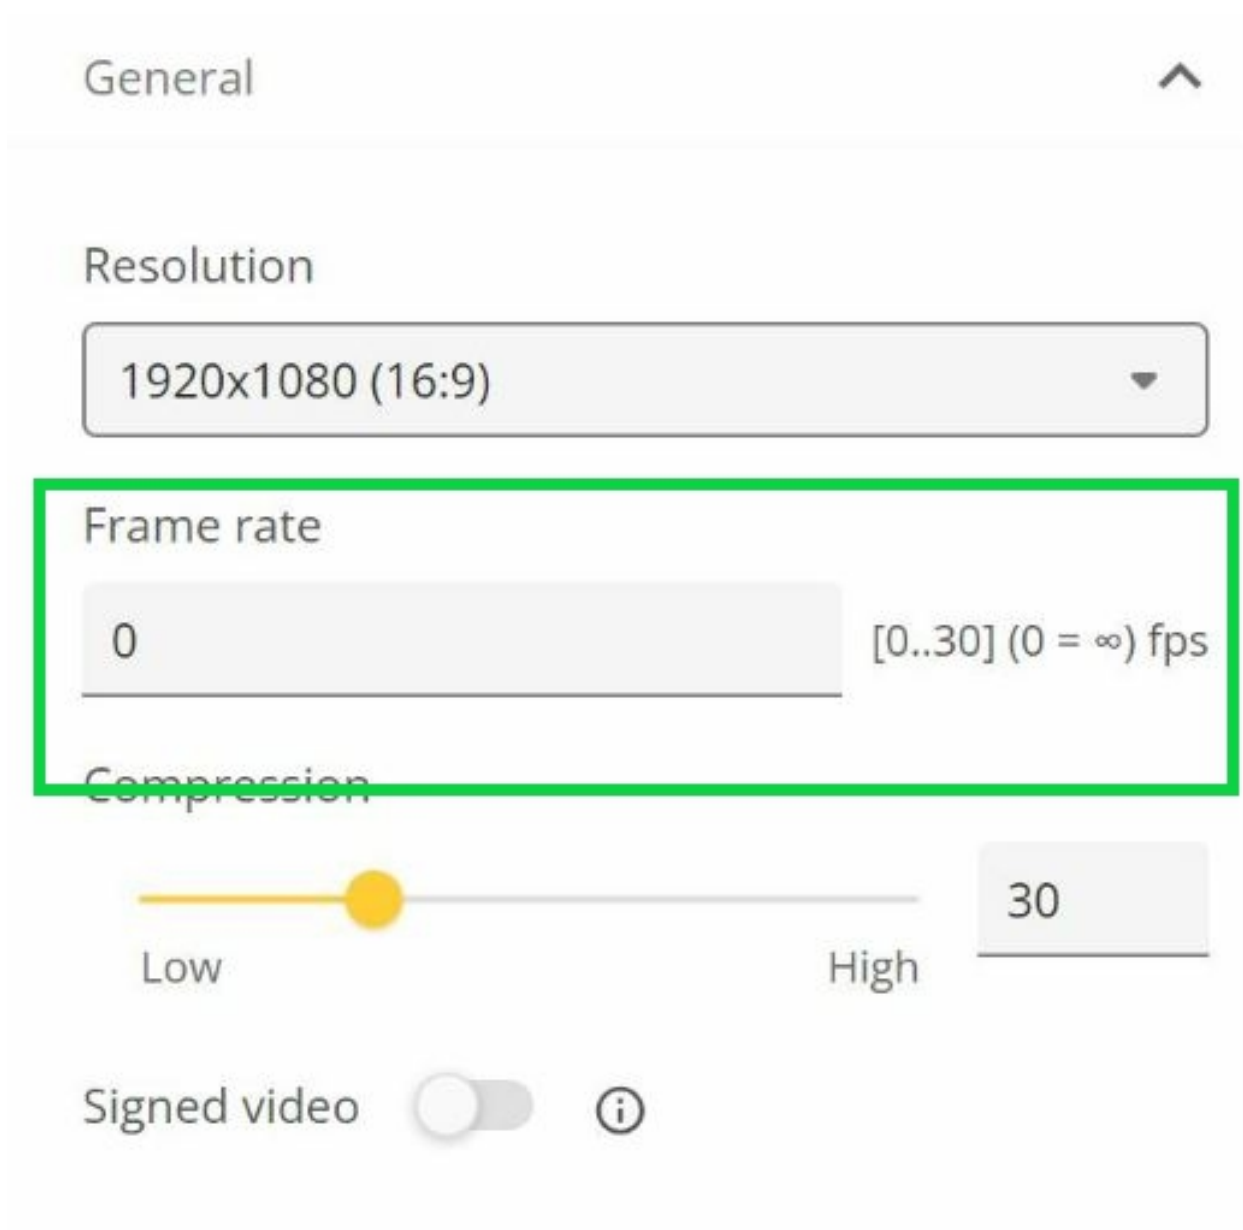 General
Resolution
1920x1080 (16:9)
Frame rate
0 [0..30] (0 = ∞) fps
Compression
30
Low High
Signed video